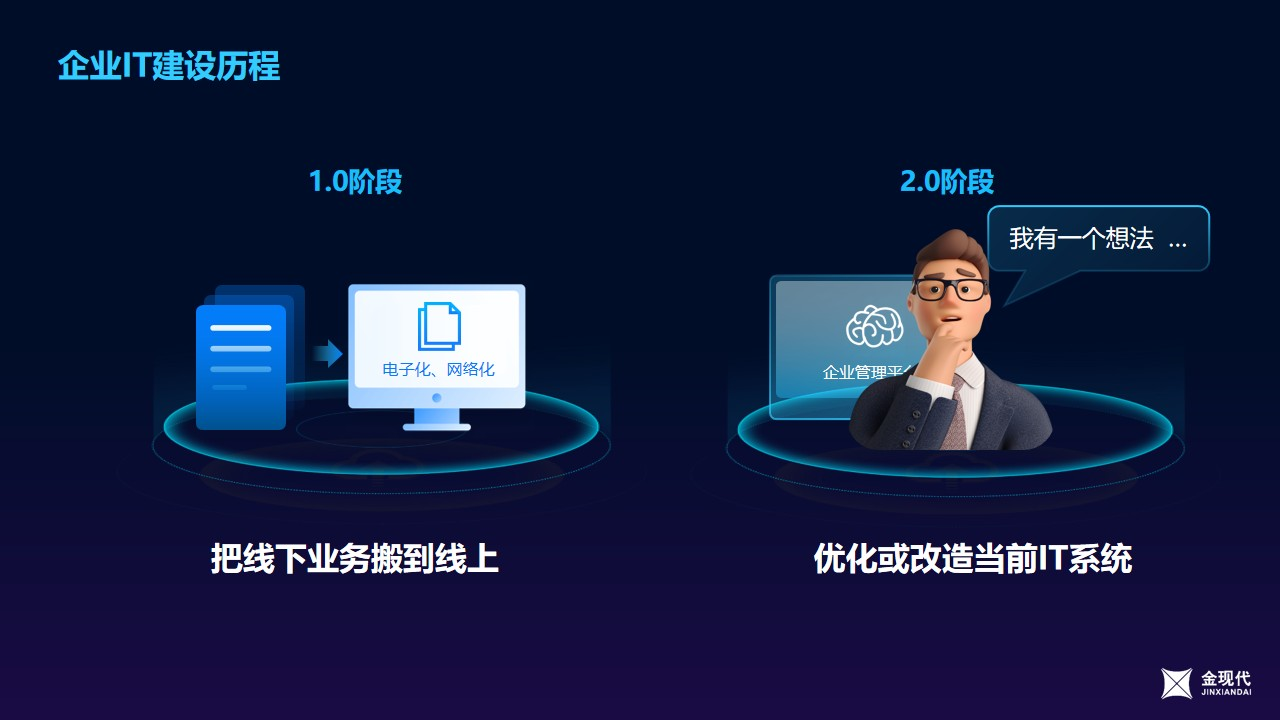 企业IT建设历程
1.0阶段
2.0阶段
我有一个想法 ...
电子化、网络化
企业管理平
把线下业务搬到线上
优化或改造当前IT系统
金现代
JINXIANDAI